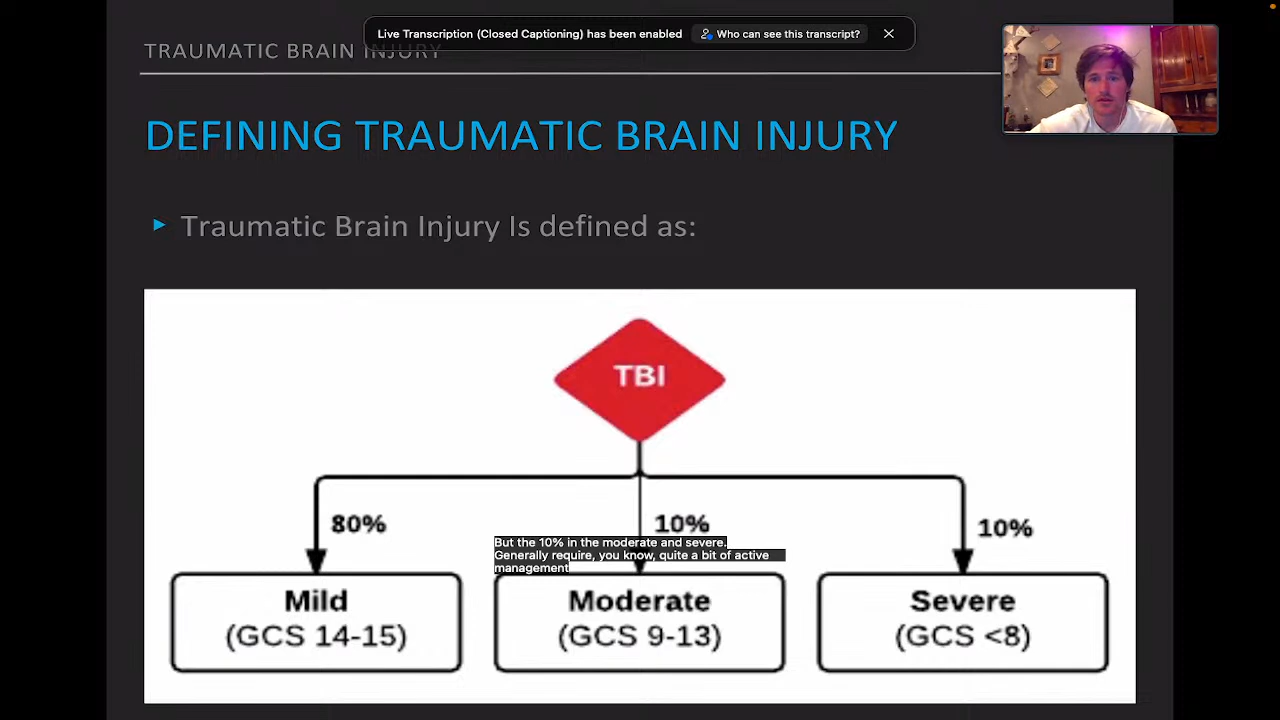 Live Transcription (Closed Captioning) has been enabled
Who can see this transcript?
TRAUMATIC BRAIN INJURY
DEFINING TRAUMATIC BRAIN INJURY
Traumatic Brain Injury Is defined as:
TBI
80%
10%
10%
But the 10% in the moderate and severe.
Generally require, you know, quite a bit of active
management
Mild
(GCS 14-15)
Moderate
(GCS 9-13)
Severe
(GCS <8)